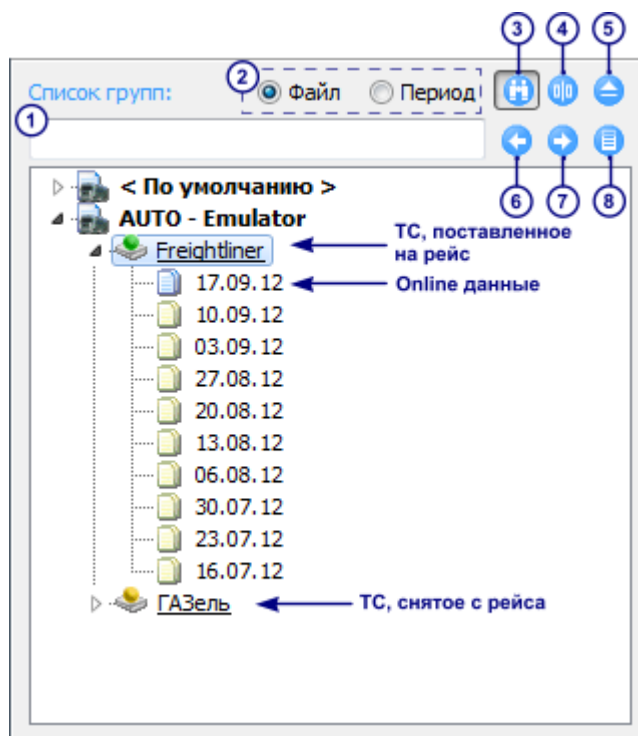 3 4 5
Список групп: 2 Файл Период
1
6 7 8
< По умолчанию >
AUTO - Emulator
Freightliner
ТС, поставленное
на рейс
17.09.12 Online данные
10.09.12
03.09.12
27.08.12
20.08.12
13.08.12
06.08.12
30.07.12
23.07.12
16.07.12
ГАЗель ТС, снятое с рейса